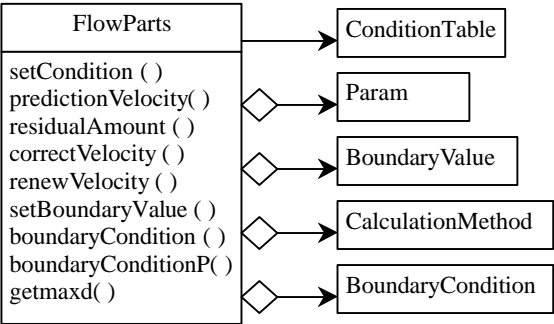 FlowParts
setCondition ( )
predictionVelocity( )
residualAmount ( )
correctVelocity ( )
renewVelocity ( )
setBoundaryValue ( )
boundaryCondition ( )
boundaryConditionP( )
getmaxd( )
ConditionTable
Param
BoundaryValue
CalculationMethod
BoundaryCondition